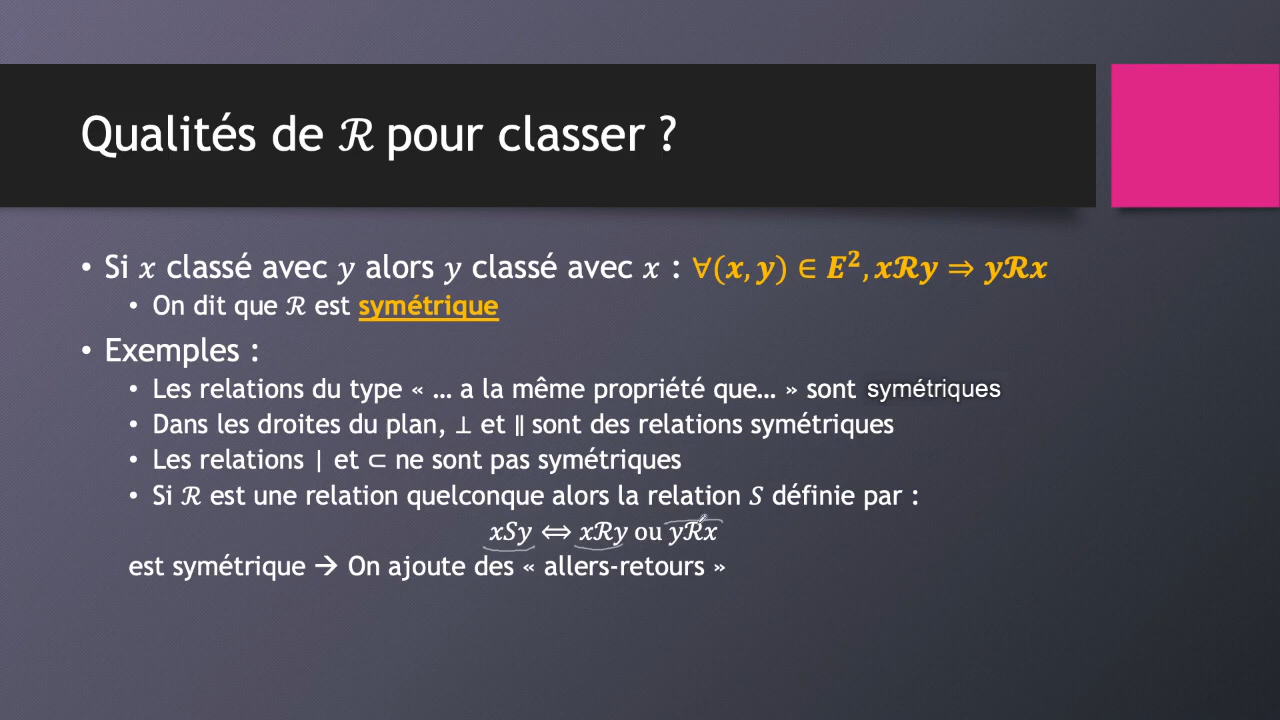 Qualités de ℛ pour classer ?
• Si x classé avec y alors y classé avec x : ∀(x, y) ∈ E², xℛy ⇒ yℛx
• On dit que ℛ est symétrique
• Exemples :
• Les relations du type « … a la même propriété que… » sont symétriques
• Dans les droites du plan, ⊥ et ∥ sont des relations symétriques
• Les relations | et ⊂ ne sont pas symétriques
• Si ℛ est une relation quelconque alors la relation S définie par :
xSy ⟺ xℛy ou yℛx
est symétrique → On ajoute des « allers-retours »